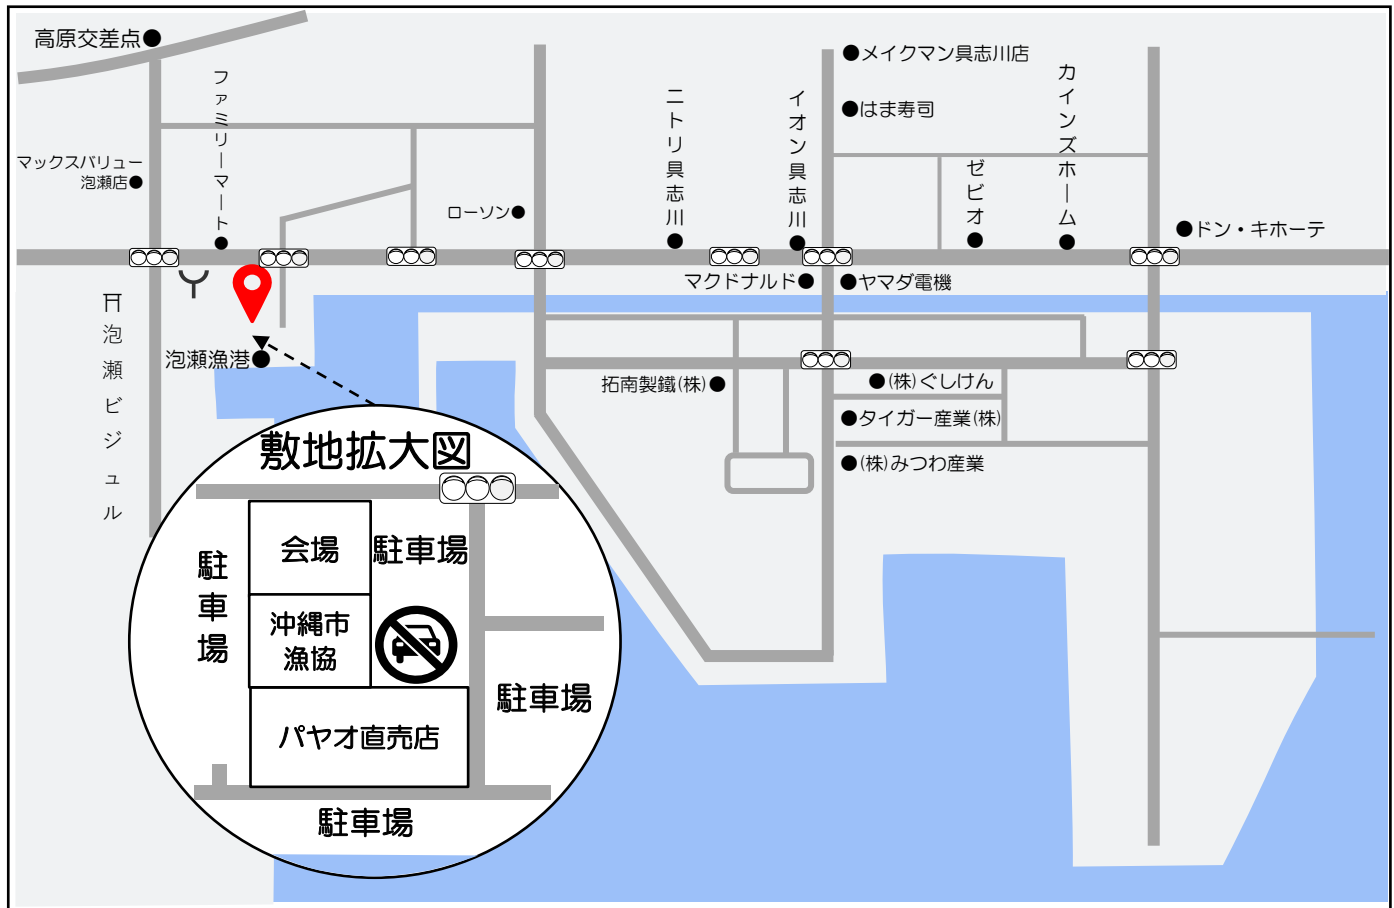 高原交差点
ファミリーマート
マックスバリュー
泡瀬店
ローソン
ニトリ具志川
イオン具志川
メイクマン具志川店
はま寿司
ゼビオ
カインズホーム
ドン・キホーテ
マクドナルド
ヤマダ電機
泡瀬ビジュル
泡瀬漁港
拓南製鐵(株)
(株)ぐしけん
タイガー産業(株)
(株)みつわ産業
敷地拡大図
会場
駐車場
駐車場
沖縄市
漁協
駐車場
パヤオ直売店
駐車場